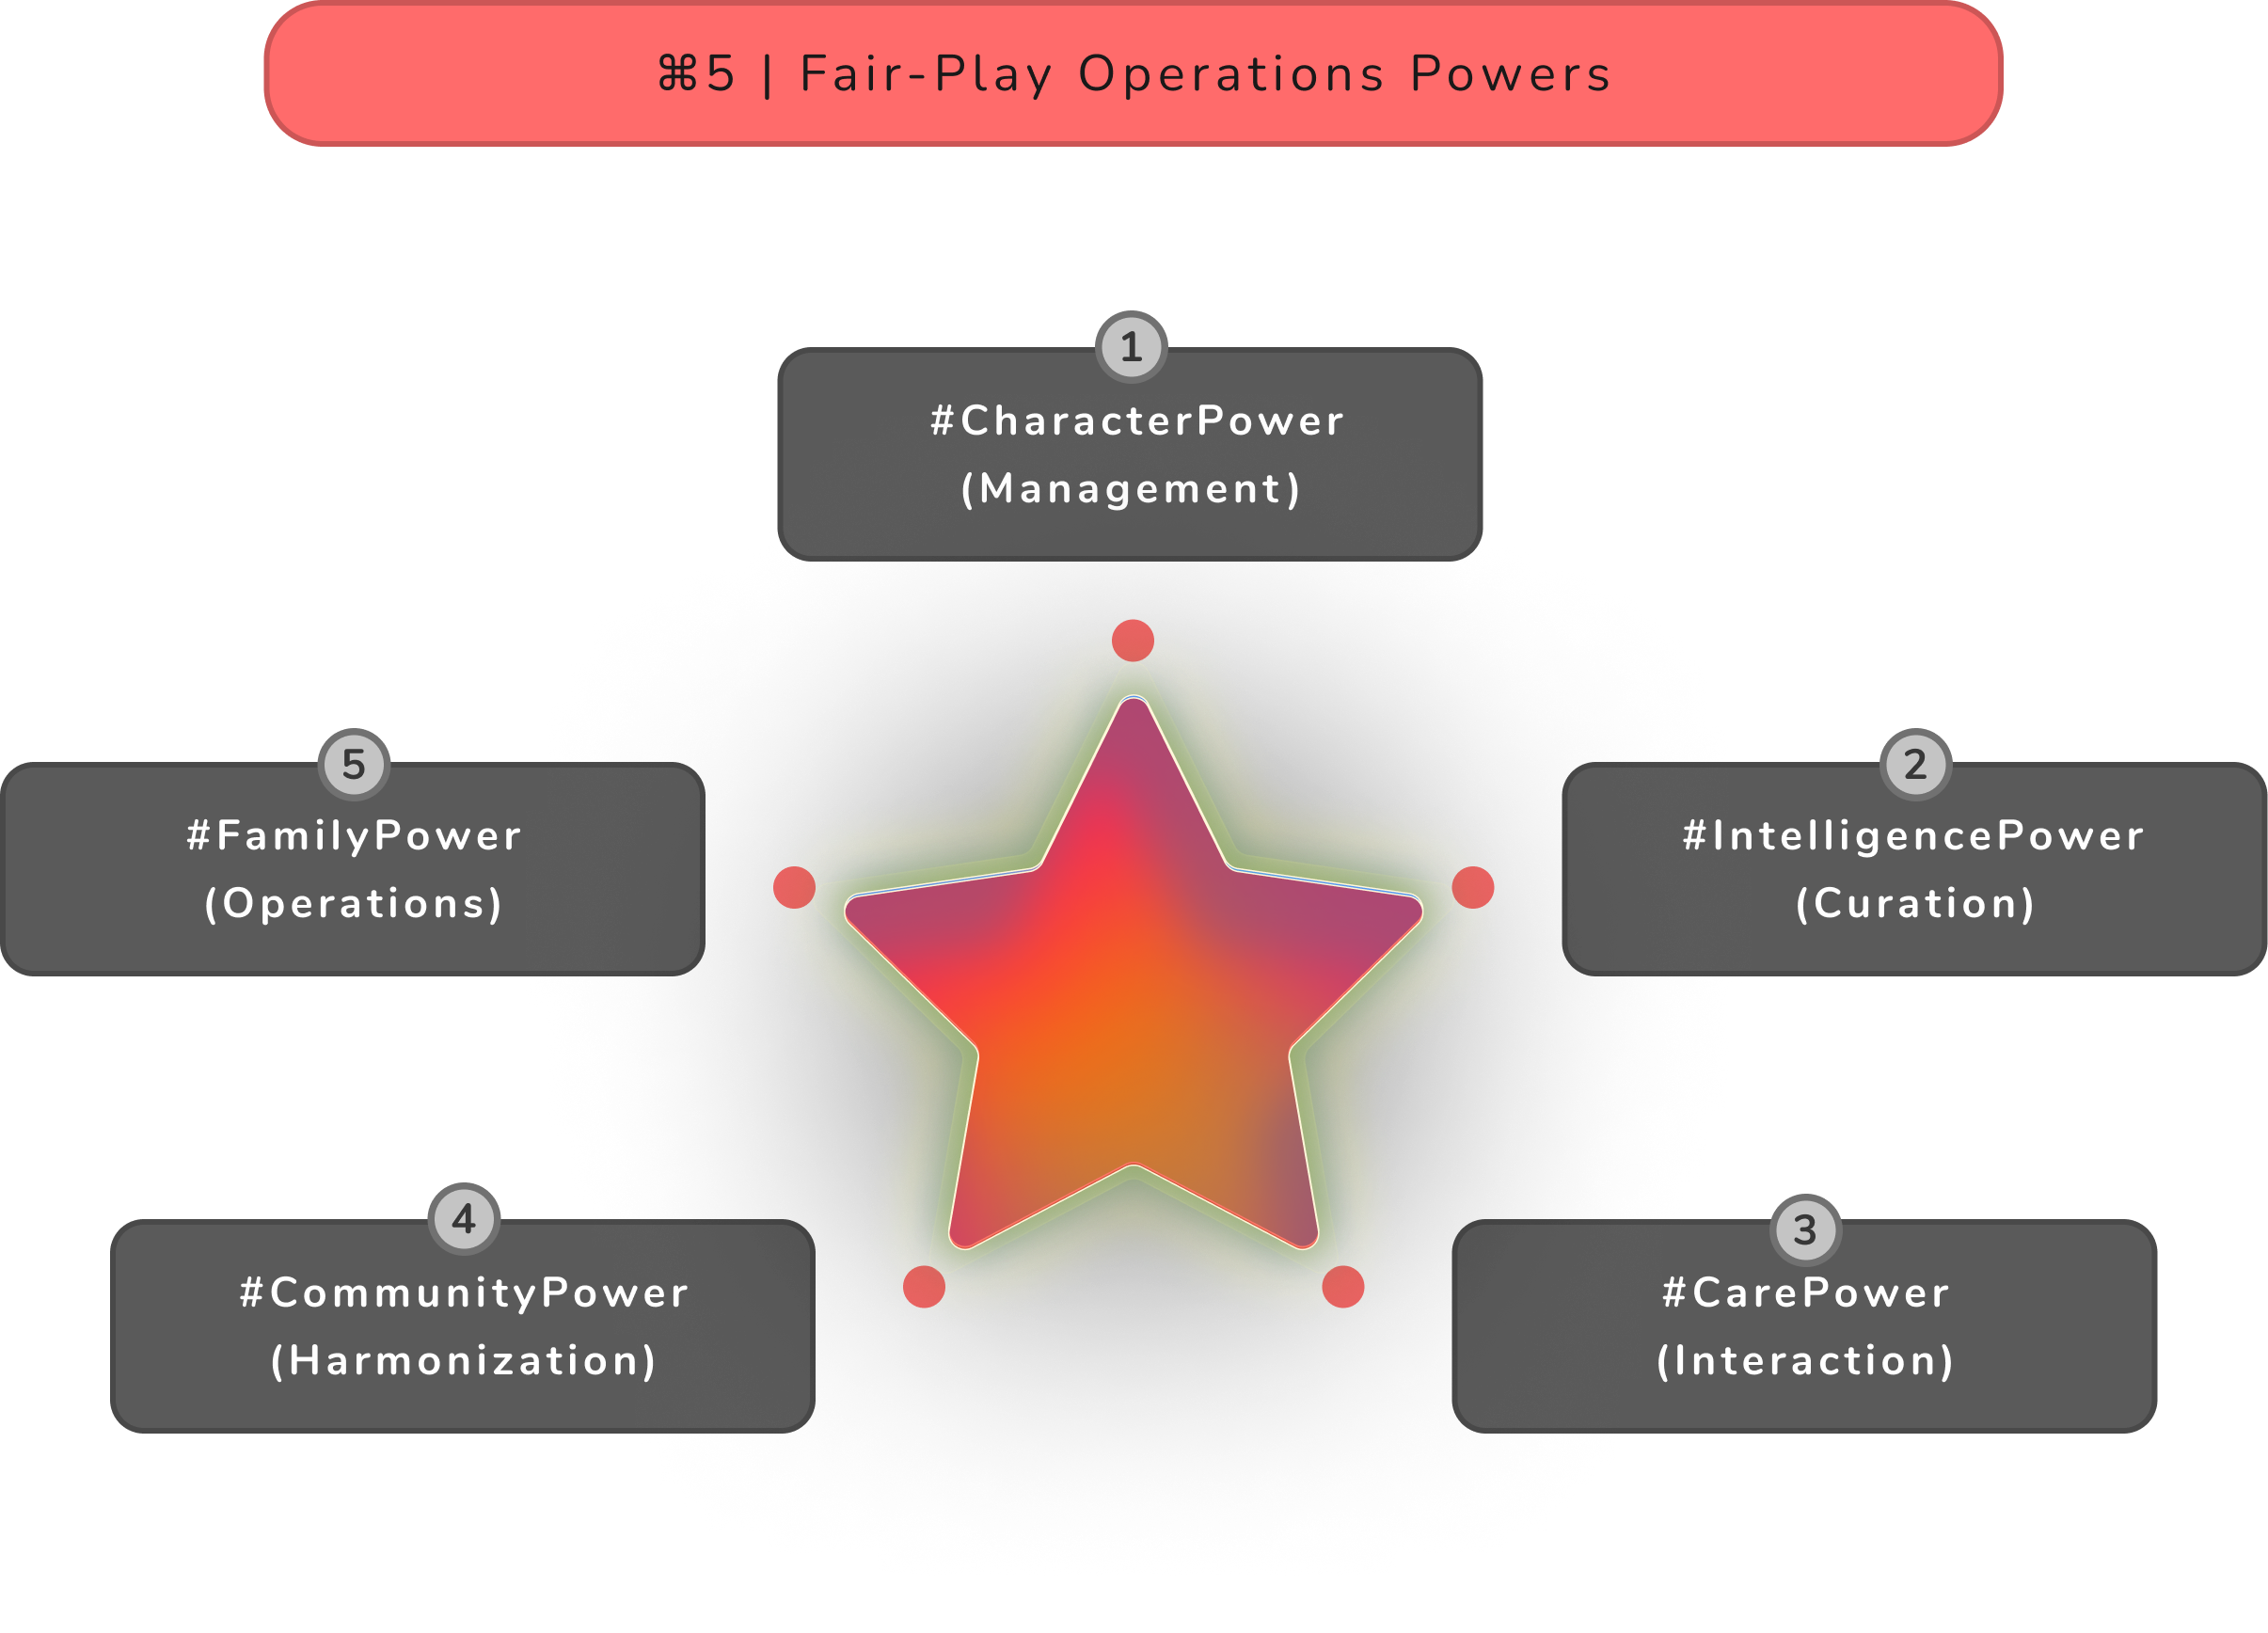 ⌘5 | Fair-Play Operations Powers
1
#CharacterPower
(Management)
2
#IntelligencePower
(Curation)
3
#CarePower
(Interaction)
4
#CommunityPower
(Harmonization)
5
#FamilyPower
(Operations)